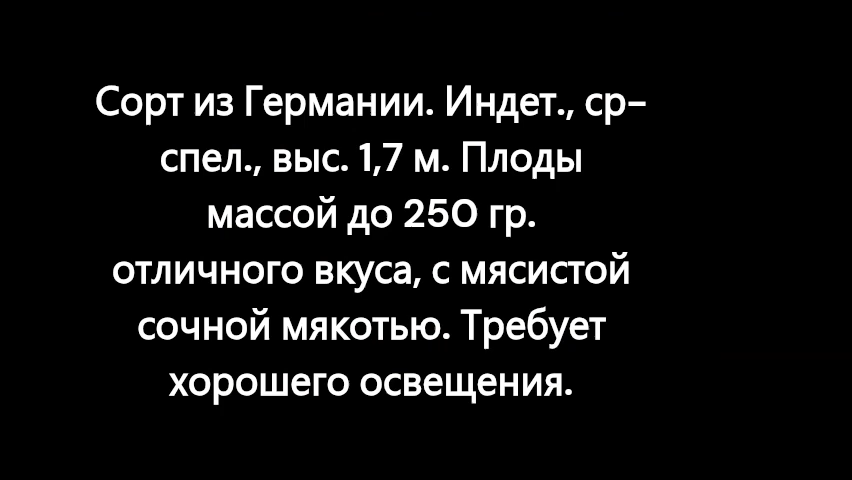 Сорт из Германии. Индет., ср-
спел., выс. 1,7 м. Плоды
массой до 250 гр.
отличного вкуса, с мясистой
сочной мякотью. Требует
хорошего освещения.